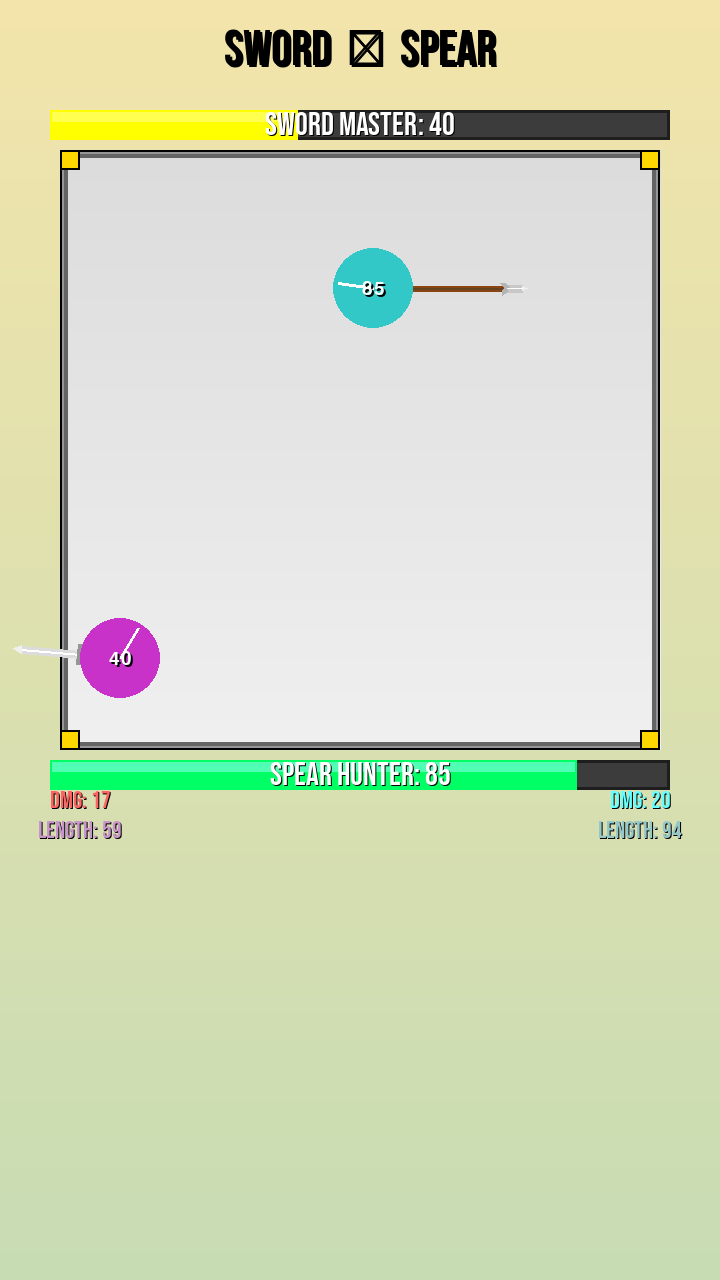 SWORD SPEAR
SWORD MASTER: 40
85
40
SPEAR HUNTER: 85
DMG: 17 DMG: 20
LENGTH: 59 LENGTH: 94